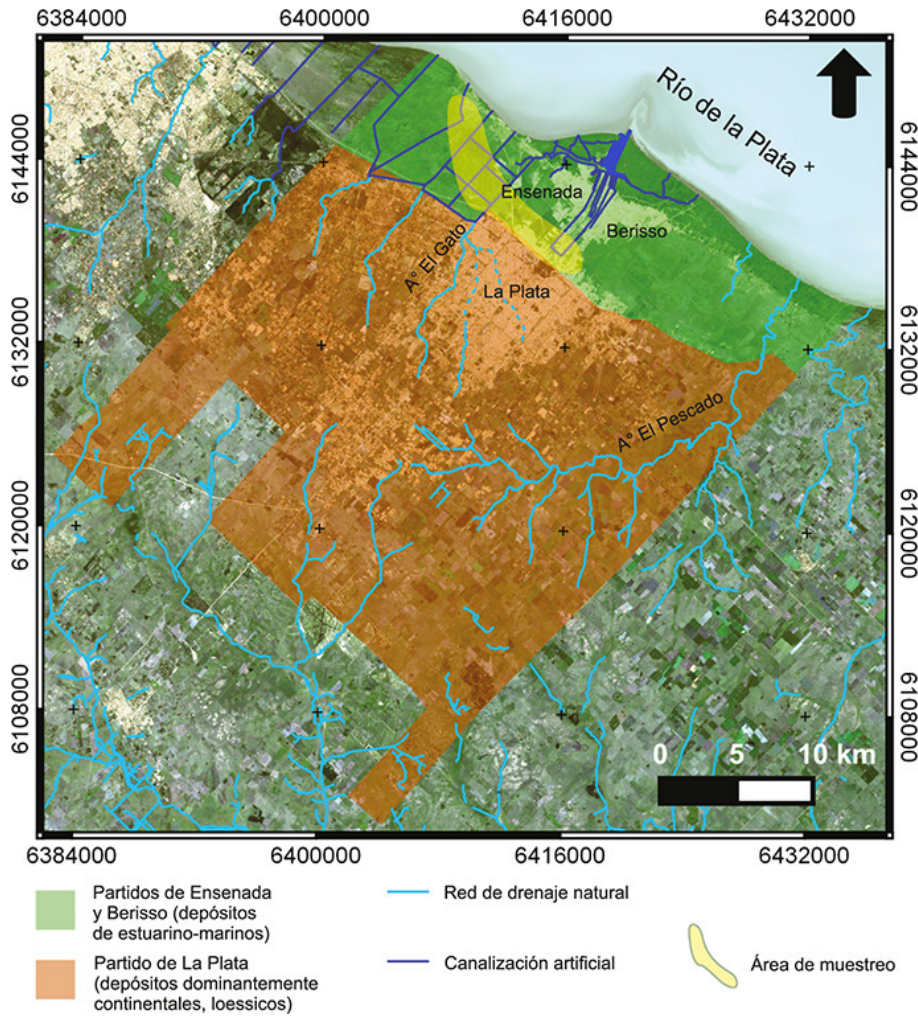 6384000 6400000 6416000 6432000
Río de la Plata
6144000
6144000
Ensenada
Berisso
A° El Gato
La Plata
6132000
6132000
A° El Pescado
6120000
6120000
6108000
6108000
0 5 10 km
6384000 6400000 6416000 6432000
Partidos de Ensenada
y Berisso (depósitos
de estuarino-marinos)
Red de drenaje natural
Partido de La Plata
(depósitos dominantemente
continentales, loessicos)
Canalización artificial
Área de muestreo